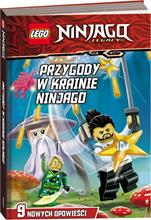 LEGO
NINJAGO
LEGACY
PRZYGODY
W KRAINIE
NINJAGO
9
NOWYCH OPOWIEŚCI